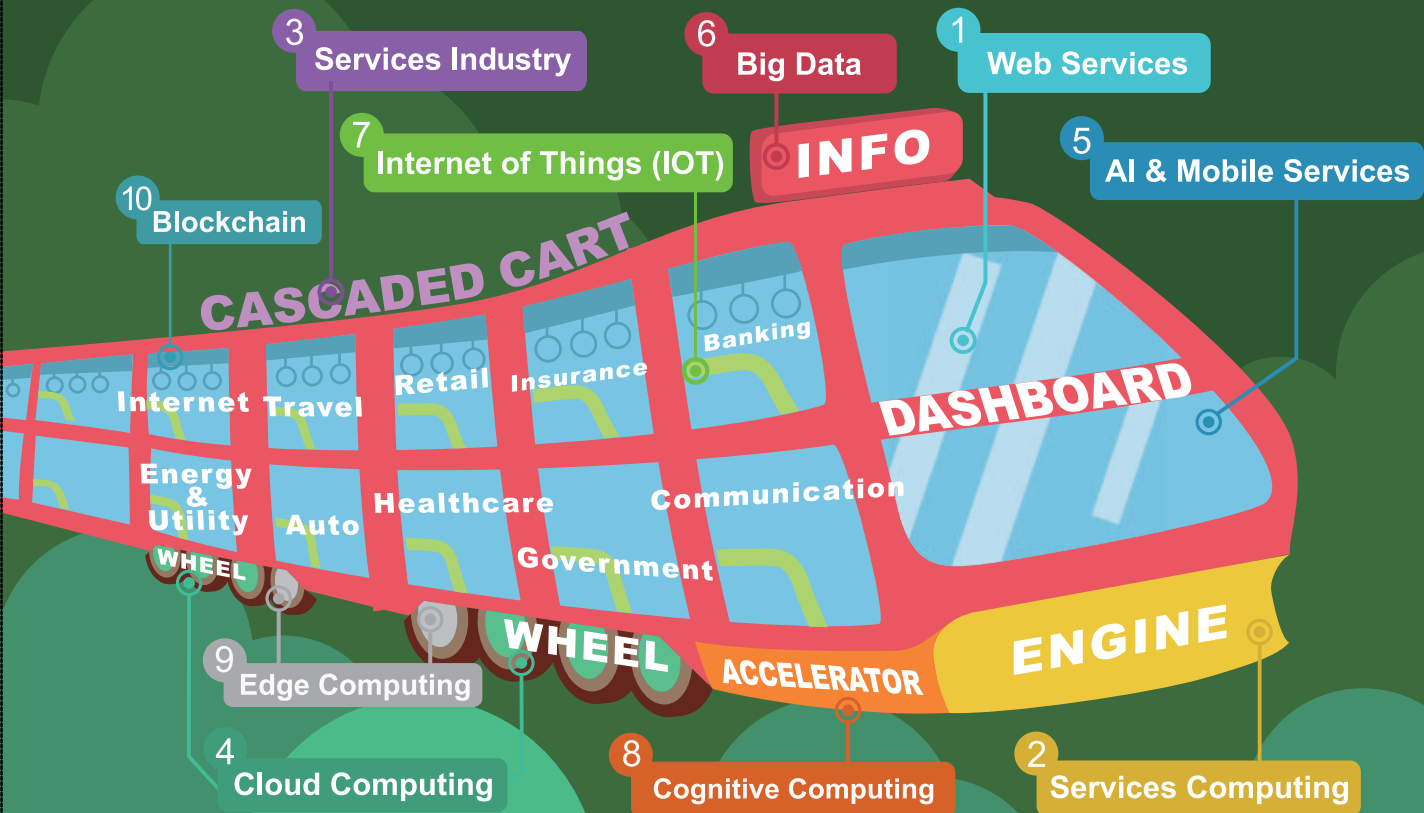 3
Services Industry
6
Big Data
1
Web Services
7
Internet of Things (IOT)
INFO
5
AI & Mobile Services
10
Blockchain
CASCADED CART
Banking
Insurance
Retail
Travel
Internet
DASHBOARD
Energy
&
Utility
Auto
Healthcare
Government
Communication
WHEEL
WHEEL
ACCELERATOR
ENGINE
9
Edge Computing
4
Cloud Computing
8
Cognitive Computing
2
Services Computing